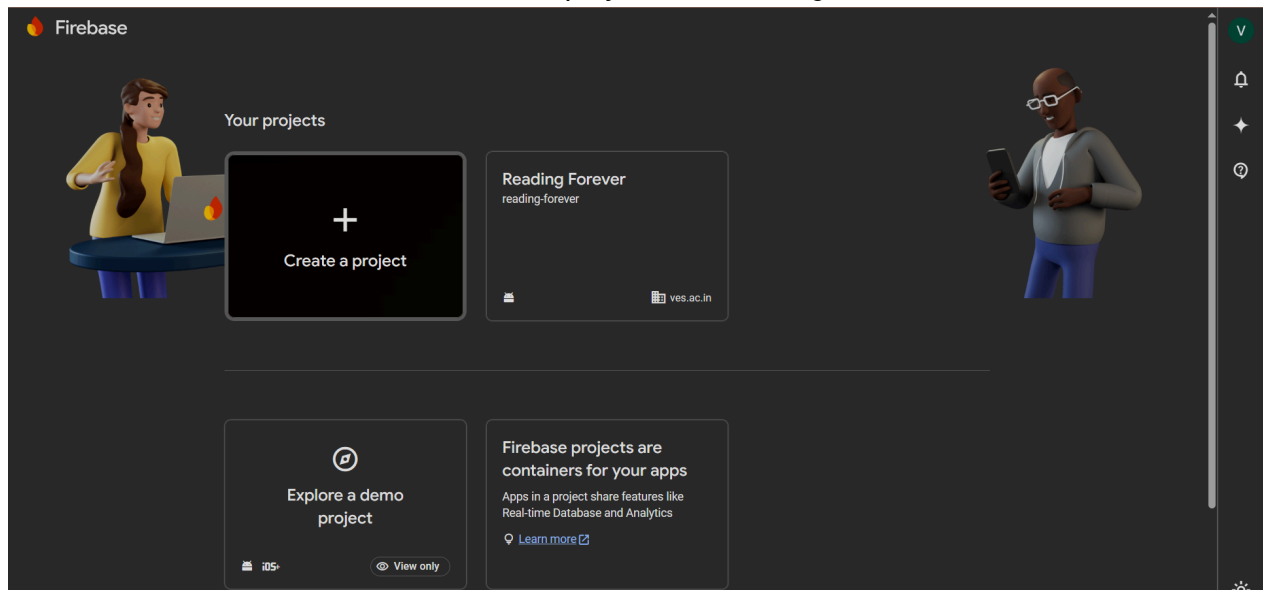 Firebase
V
Your projects
Create a project
Reading Forever
reading-forever
ves.ac.in
Explore a demo
project
iOS+
View only
Firebase projects are
containers for your apps
Apps in a project share features like
Real-time Database and Analytics
Learn more